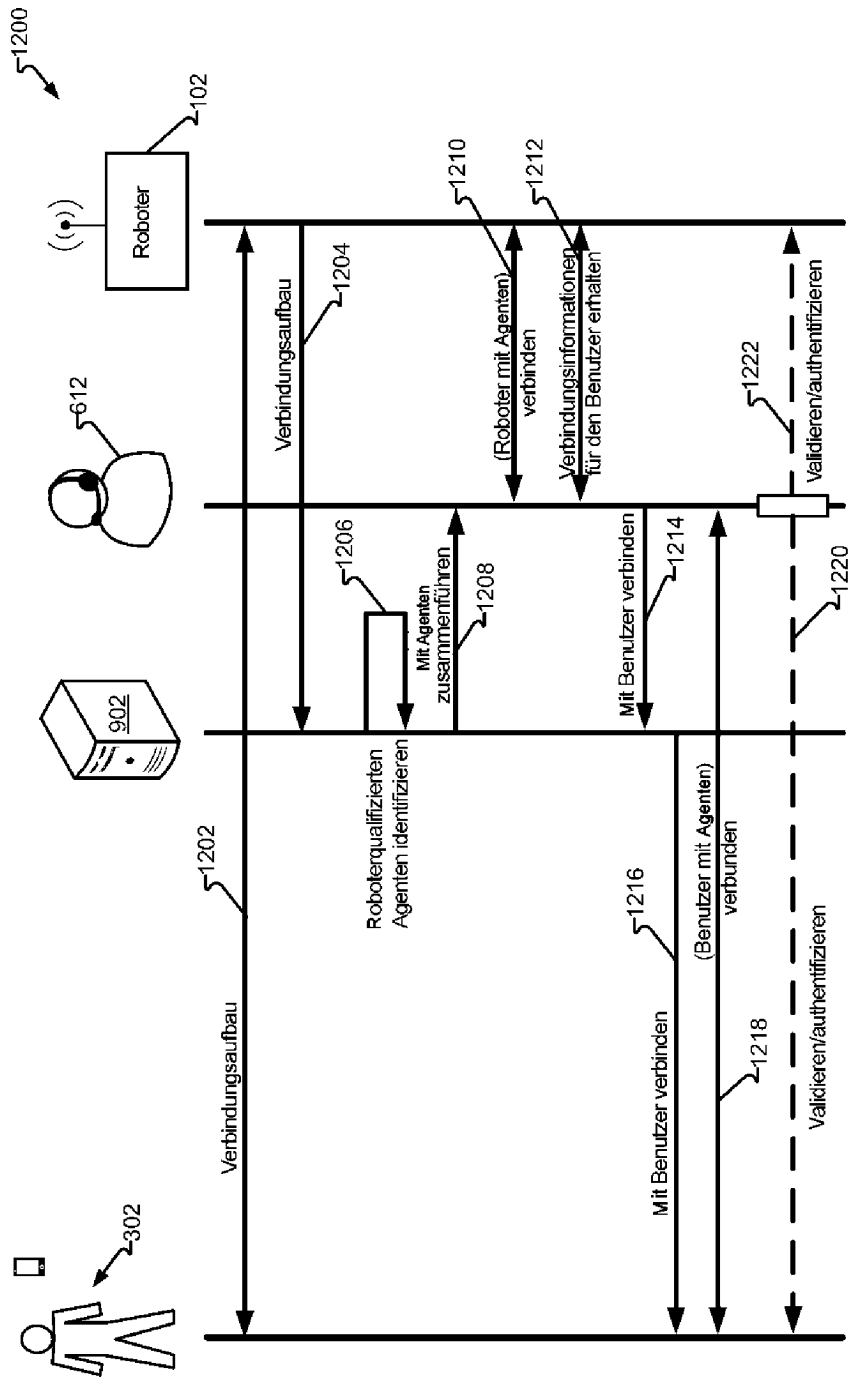 1200
302
902
612
102
Roboter
Verbindungsaufbau
1202
Verbindungsaufbau
1204
Roboterqualifizierten
Agenten identifizieren
1206
Mit Agenten
zusammenführen
1208
(Roboter mit Agenten)
verbinden
1210
Verbindungsinformationen
für den Benutzer erhalten
1212
Mit Benutzer verbinden
1214
Mit Benutzer verbinden
1216
(Benutzer mit Agenten)
verbunden
1218
Validieren/authentifizieren
1220
Validieren/authentifizieren
1222